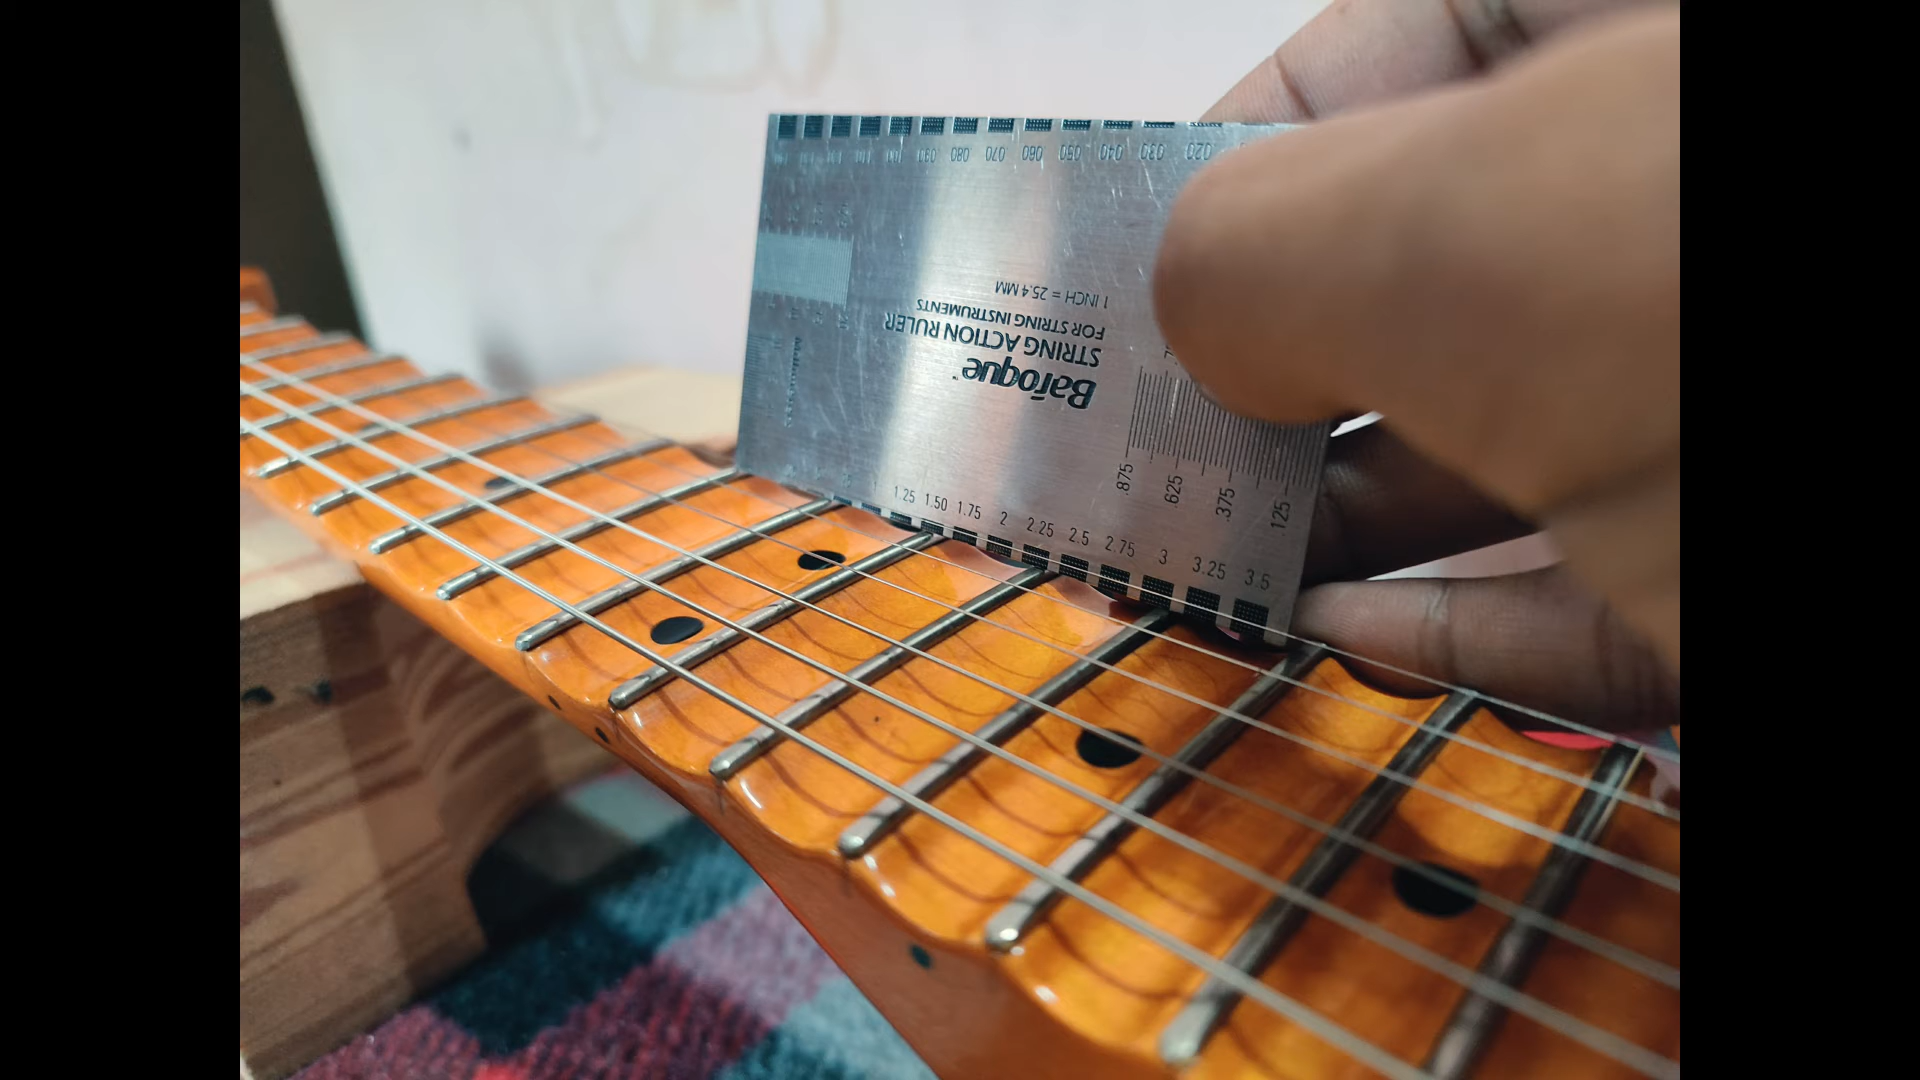 .090 .080 .070 .060 .050 .040 .030 .020
1 INCH = 25.4 MM
FOR STRING INSTRUMENTS
STRING ACTION RULER
Baroque
.875 .625 .375 .125
1.25 1.50 1.75 2 2.25 2.5 2.75 3 3.25 3.5